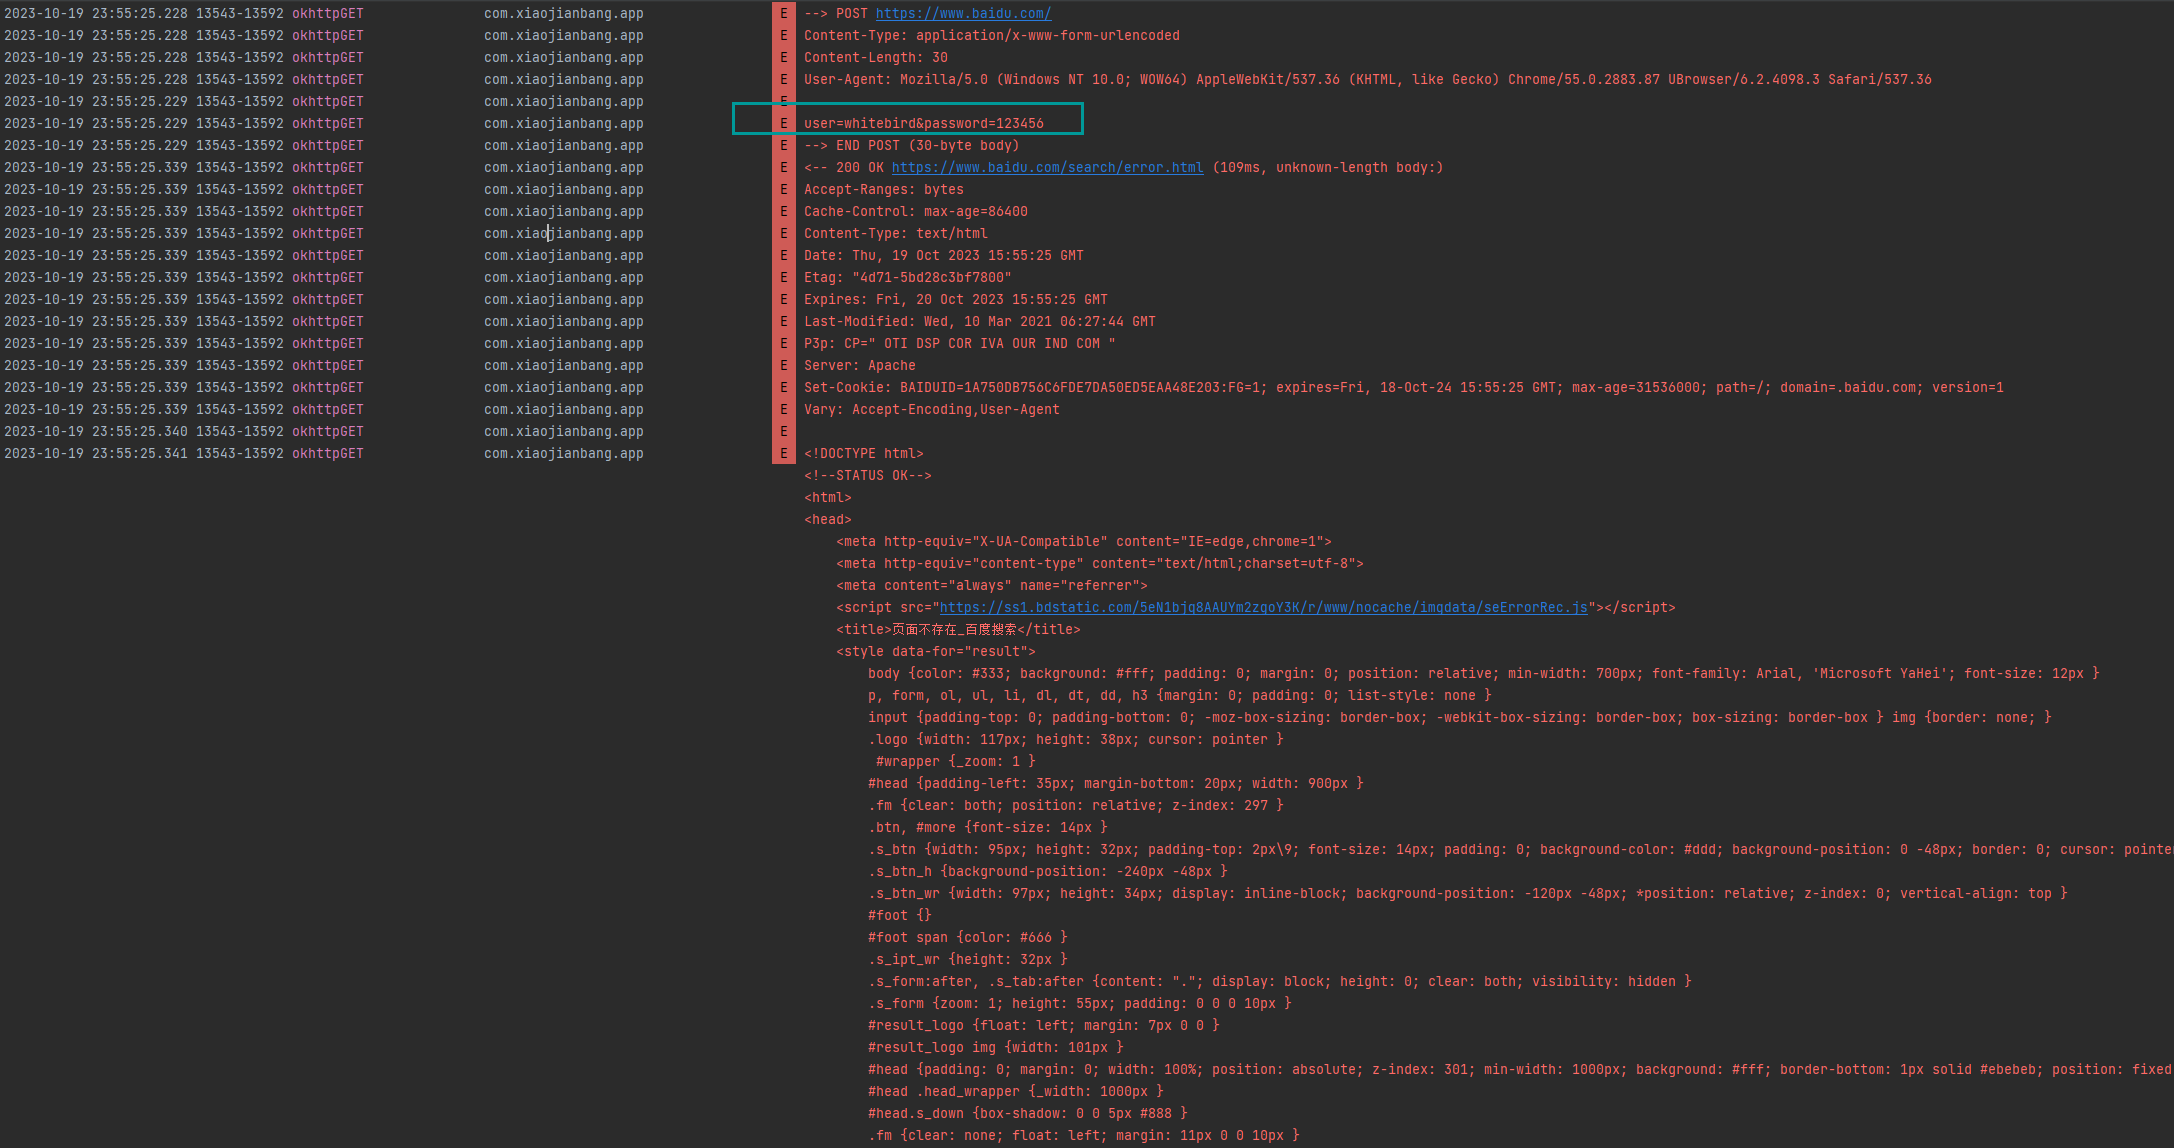 2023-10-19 23:55:25.228 13543-13592 okhttpGET com.xiaojianbang.app E --> POST https://www.baidu.com/
2023-10-19 23:55:25.228 13543-13592 okhttpGET com.xiaojianbang.app E Content-Type: application/x-www-form-urlencoded
2023-10-19 23:55:25.228 13543-13592 okhttpGET com.xiaojianbang.app E Content-Length: 30
2023-10-19 23:55:25.228 13543-13592 okhttpGET com.xiaojianbang.app E User-Agent: Mozilla/5.0 (Windows NT 10.0; WOW64) AppleWebKit/537.36 (KHTML, like Gecko) Chrome/55.0.2883.87 UBrowser/6.2.4098.3 Safari/537.36
2023-10-19 23:55:25.229 13543-13592 okhttpGET com.xiaojianbang.app E
2023-10-19 23:55:25.229 13543-13592 okhttpGET com.xiaojianbang.app E user=whitebird&password=123456
2023-10-19 23:55:25.229 13543-13592 okhttpGET com.xiaojianbang.app E --> END POST (30-byte body)
2023-10-19 23:55:25.339 13543-13592 okhttpGET com.xiaojianbang.app E <-- 200 OK https://www.baidu.com/search/error.html (109ms, unknown-length body:)
2023-10-19 23:55:25.339 13543-13592 okhttpGET com.xiaojianbang.app E Accept-Ranges: bytes
2023-10-19 23:55:25.339 13543-13592 okhttpGET com.xiaojianbang.app E Cache-Control: max-age=86400
2023-10-19 23:55:25.339 13543-13592 okhttpGET com.xiaojianbang.app E Content-Type: text/html
2023-10-19 23:55:25.339 13543-13592 okhttpGET com.xiaojianbang.app E Date: Thu, 19 Oct 2023 15:55:25 GMT
2023-10-19 23:55:25.339 13543-13592 okhttpGET com.xiaojianbang.app E Etag: "4d71-5bd28c3bf7800"
2023-10-19 23:55:25.339 13543-13592 okhttpGET com.xiaojianbang.app E Expires: Fri, 20 Oct 2023 15:55:25 GMT
2023-10-19 23:55:25.339 13543-13592 okhttpGET com.xiaojianbang.app E Last-Modified: Wed, 10 Mar 2021 06:27:44 GMT
2023-10-19 23:55:25.339 13543-13592 okhttpGET com.xiaojianbang.app E P3p: CP=" OTI DSP COR IVA OUR IND COM "
2023-10-19 23:55:25.339 13543-13592 okhttpGET com.xiaojianbang.app E Server: Apache
2023-10-19 23:55:25.339 13543-13592 okhttpGET com.xiaojianbang.app E Set-Cookie: BAIDUID=1A750DB756C6FDE7DA50ED5EAA48E203:FG=1; expires=Fri, 18-Oct-24 15:55:25 GMT; max-age=31536000; path=/; domain=.baidu.com; version=1
2023-10-19 23:55:25.339 13543-13592 okhttpGET com.xiaojianbang.app E Vary: Accept-Encoding,User-Agent
2023-10-19 23:55:25.340 13543-13592 okhttpGET com.xiaojianbang.app E
2023-10-19 23:55:25.341 13543-13592 okhttpGET com.xiaojianbang.app E <!DOCTYPE html>
<!--STATUS OK-->
<html>
<head>
<meta http-equiv="X-UA-Compatible" content="IE=edge,chrome=1">
<meta http-equiv="content-type" content="text/html;charset=utf-8">
<meta content="always" name="referrer">
<script src="https://ss1.bdstatic.com/5eN1bjq8AAUYm2zgoY3K/r/www/nocache/imgdata/seErrorRec.js"></script>
<title>页面不存在_百度搜索</title>
<style data-for="result">
body {color: #333; background: #fff; padding: 0; margin: 0; position: relative; min-width: 700px; font-family: Arial, 'Microsoft YaHei'; font-size: 12px }
p, form, ol, ul, li, dl, dt, dd, h3 {margin: 0; padding: 0; list-style: none }
input {padding-top: 0; padding-bottom: 0; -moz-box-sizing: border-box; -webkit-box-sizing: border-box; box-sizing: border-box } img {border: none; }
.logo {width: 117px; height: 38px; cursor: pointer }
#wrapper {_zoom: 1 }
#head {padding-left: 35px; margin-bottom: 20px; width: 900px }
.fm {clear: both; position: relative; z-index: 297 }
.btn, #more {font-size: 14px }
.s_btn {width: 95px; height: 32px; padding-top: 2px\9; font-size: 14px; padding: 0; background-color: #ddd; background-position: 0 -48px; border: 0; cursor: pointer
.s_btn_h {background-position: -240px -48px }
.s_btn_wr {width: 97px; height: 34px; display: inline-block; background-position: -120px -48px; *position: relative; z-index: 0; vertical-align: top }
#foot {}
#foot span {color: #666 }
.s_ipt_wr {height: 32px }
.s_form:after, .s_tab:after {content: "."; display: block; height: 0; clear: both; visibility: hidden }
.s_form {zoom: 1; height: 55px; padding: 0 0 0 10px }
#result_logo {float: left; margin: 7px 0 0 }
#result_logo img {width: 101px }
#head {padding: 0; margin: 0; width: 100%; position: absolute; z-index: 301; min-width: 1000px; background: #fff; border-bottom: 1px solid #ebebeb; position: fixed
#head .head_wrapper {_width: 1000px }
#head.s_down {box-shadow: 0 0 5px #888 }
.fm {clear: none; float: left; margin: 11px 0 0 10px }